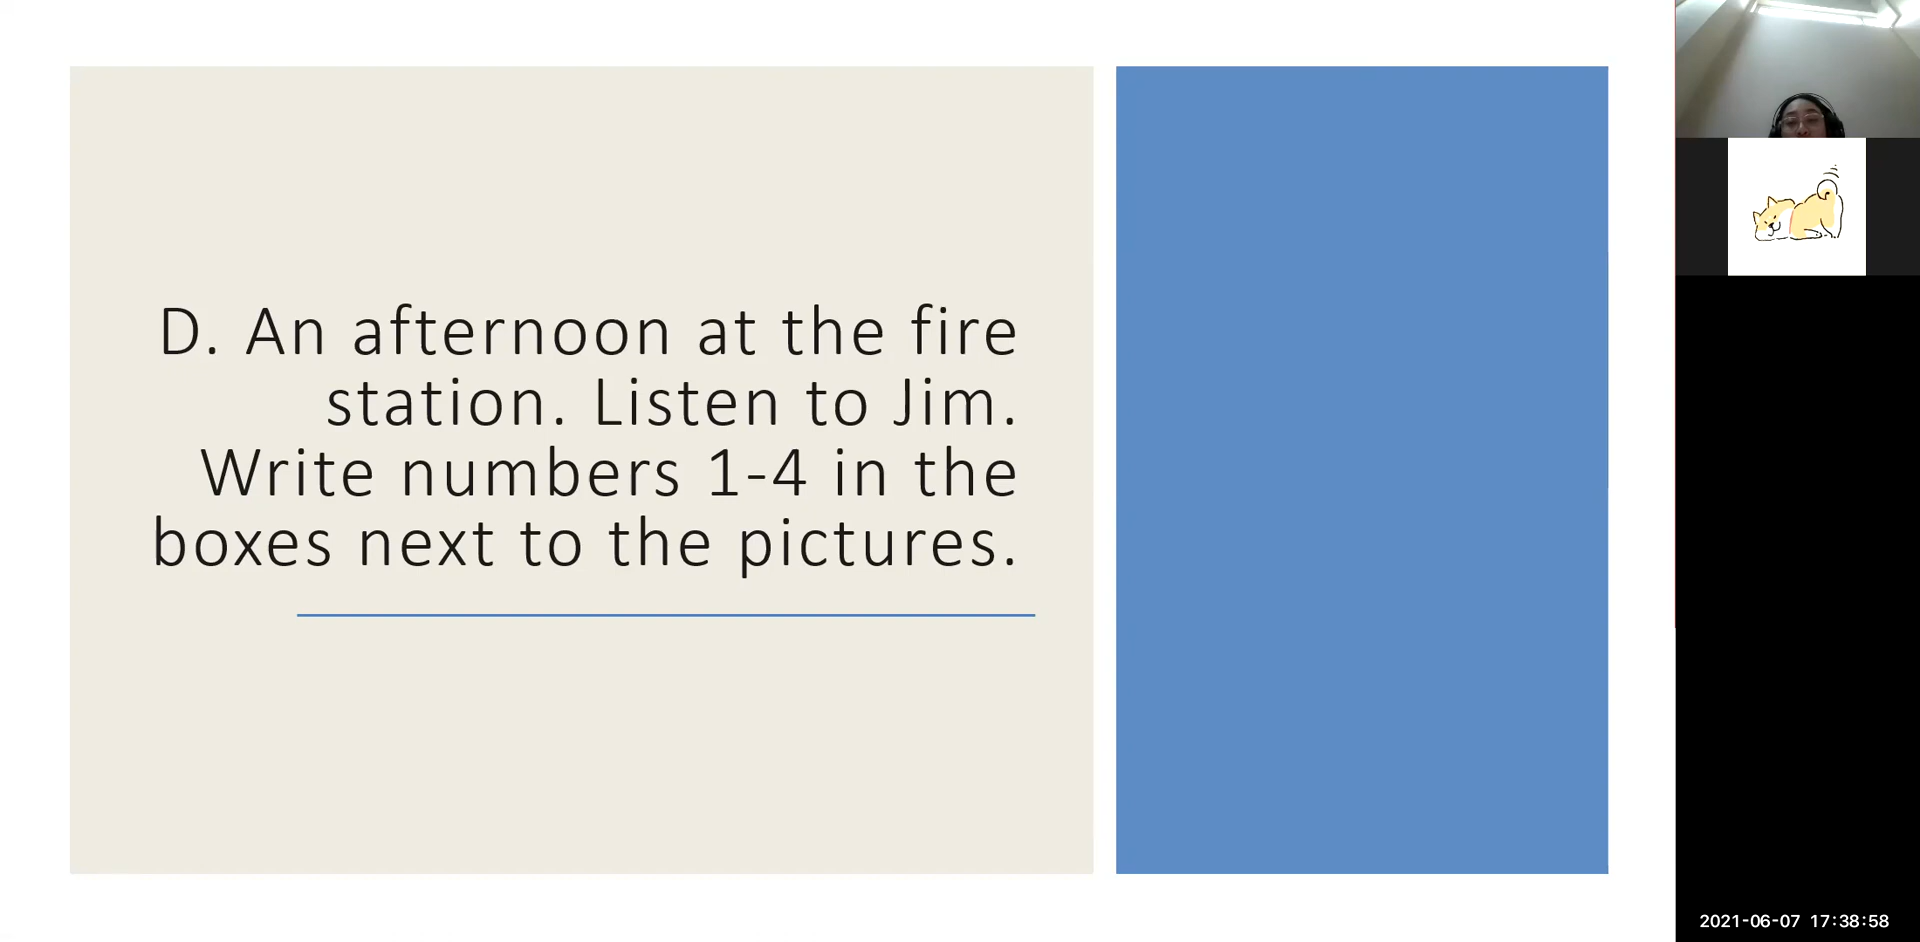 D. An afternoon at the fire
station. Listen to Jim.
Write numbers 1-4 in the
boxes next to the pictures.
2021-06-07 17:38:58